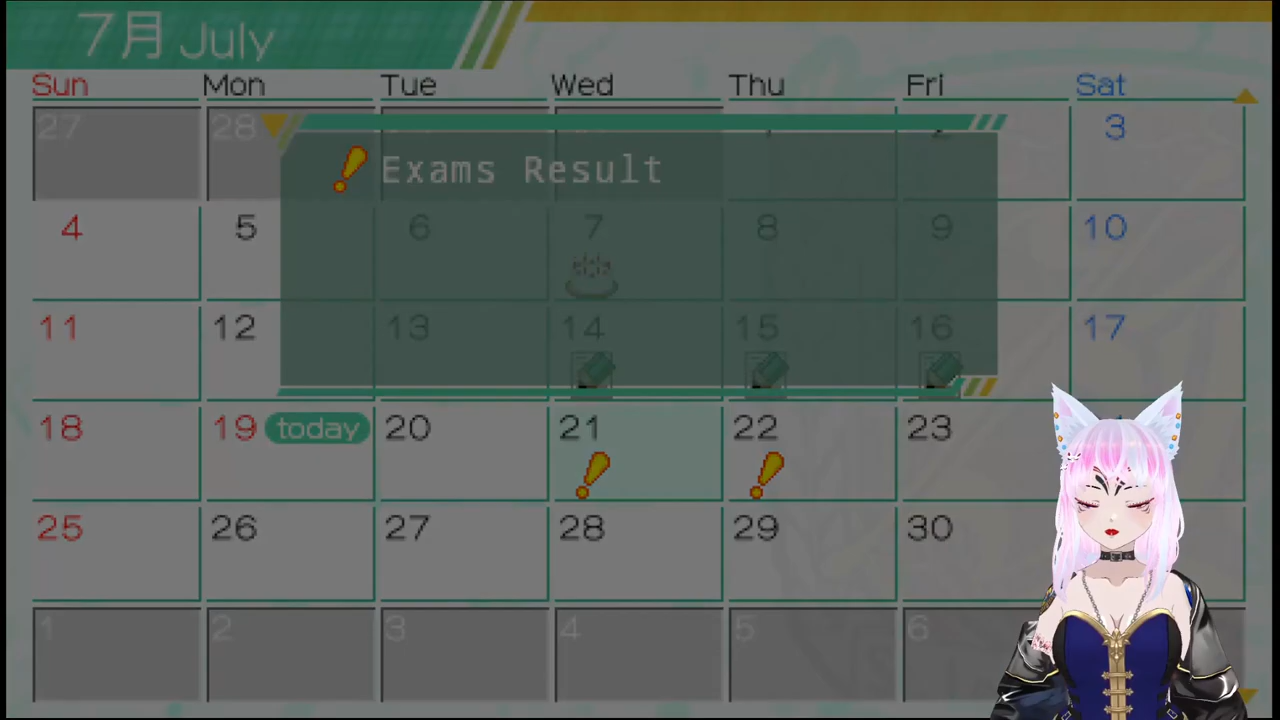 7月 July
Sun Mon Tue Wed Thu Fri Sat
27 28 3
Exams Result
4 5 6 7 8 9 10
11 12 13 14 15 16 17
18 19 today 20 21 22 23
25 26 27 28 29 30
1 2 3 4 5 6